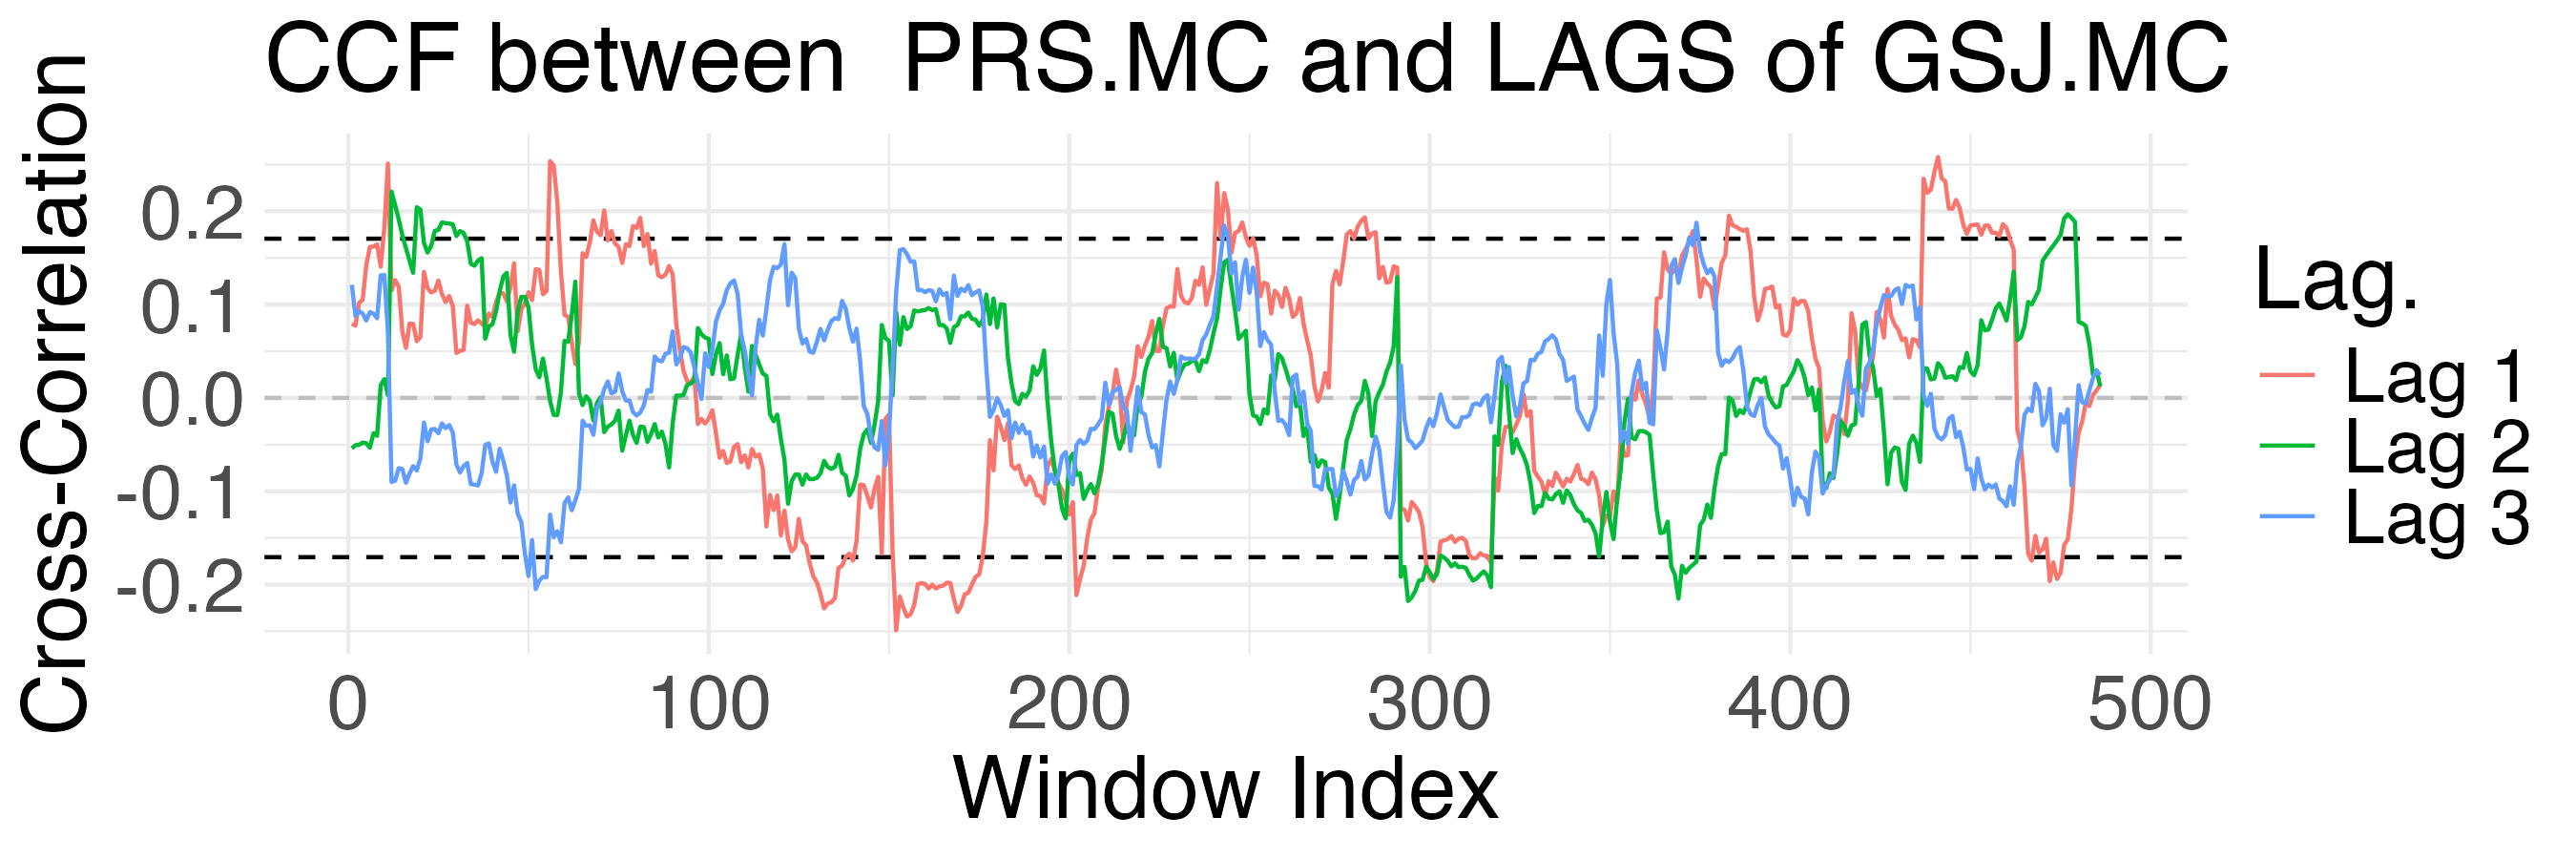 CCF between  PRS.MC and LAGS of GSJ.MC
Cross-Correlation
0.2
0.1
0.0
-0.1
-0.2
0 100 200 300 400 500
Window Index
Lag.
Lag 1
Lag 2
Lag 3